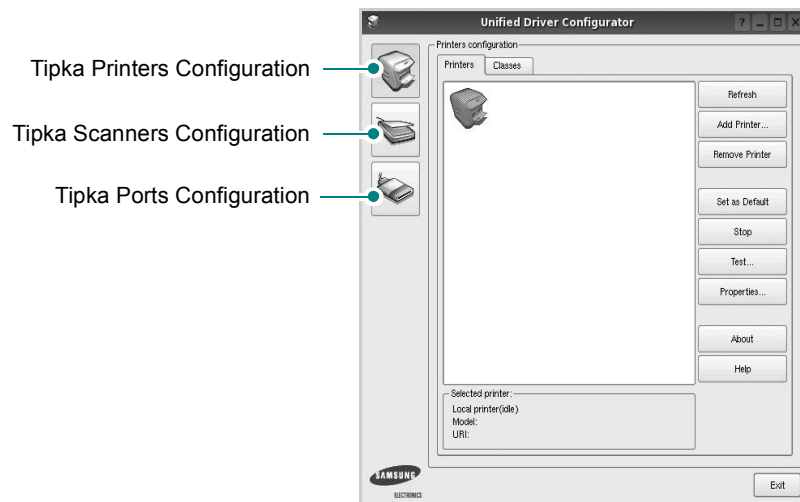 Unified Driver Configurator
Tipka Printers Configuration
Tipka Scanners Configuration
Tipka Ports Configuration
Printers configuration
Printers
Classes
Refresh
Add Printer...
Remove Printer
Set as Default
Stop
Test...
Properties...
About
Help
Selected printer:
Local printer(idle)
Model:
URI:
SAMSUNG
ELECTRONICS
Exit